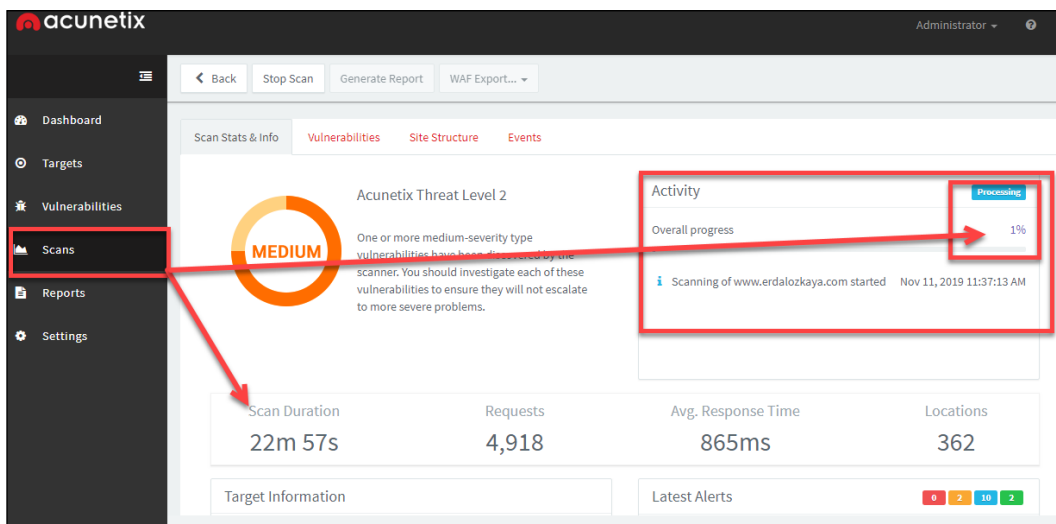 acunetix
Administrator
Back
Stop Scan
Generate Report
WAF Export...
Dashboard
Targets
Vulnerabilities
Scans
Reports
Settings
Scan Stats & Info
Vulnerabilities
Site Structure
Events
MEDIUM
Acunetix Threat Level 2
One or more medium-severity type
vulnerabilities have been discovered by the
scanner. You should investigate each of these
vulnerabilities to ensure they will not escalate
to more severe problems.
Activity
Processing
Overall progress
1%
Scanning of www.erdalozkaya.com started Nov 11, 2019 11:37:13 AM
Scan Duration
22m 57s
Requests
4,918
Avg. Response Time
865ms
Locations
362
Target Information
Latest Alerts
0 2 10 2